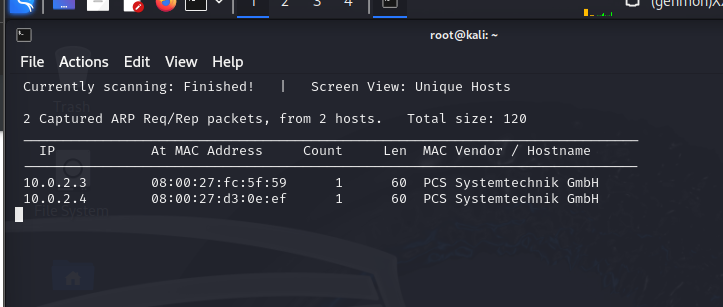 1 2 3 4 (genmon)X
root@kali: ~
File Actions Edit View Help
Currently scanning: Finished! | Screen View: Unique Hosts
2 Captured ARP Req/Rep packets, from 2 hosts. Total size: 120
IP At MAC Address Count Len MAC Vendor / Hostname
10.0.2.3 08:00:27:fc:5f:59 1 60 PCS Systemtechnik GmbH
10.0.2.4 08:00:27:d3:0e:ef 1 60 PCS Systemtechnik GmbH
Trash
File System